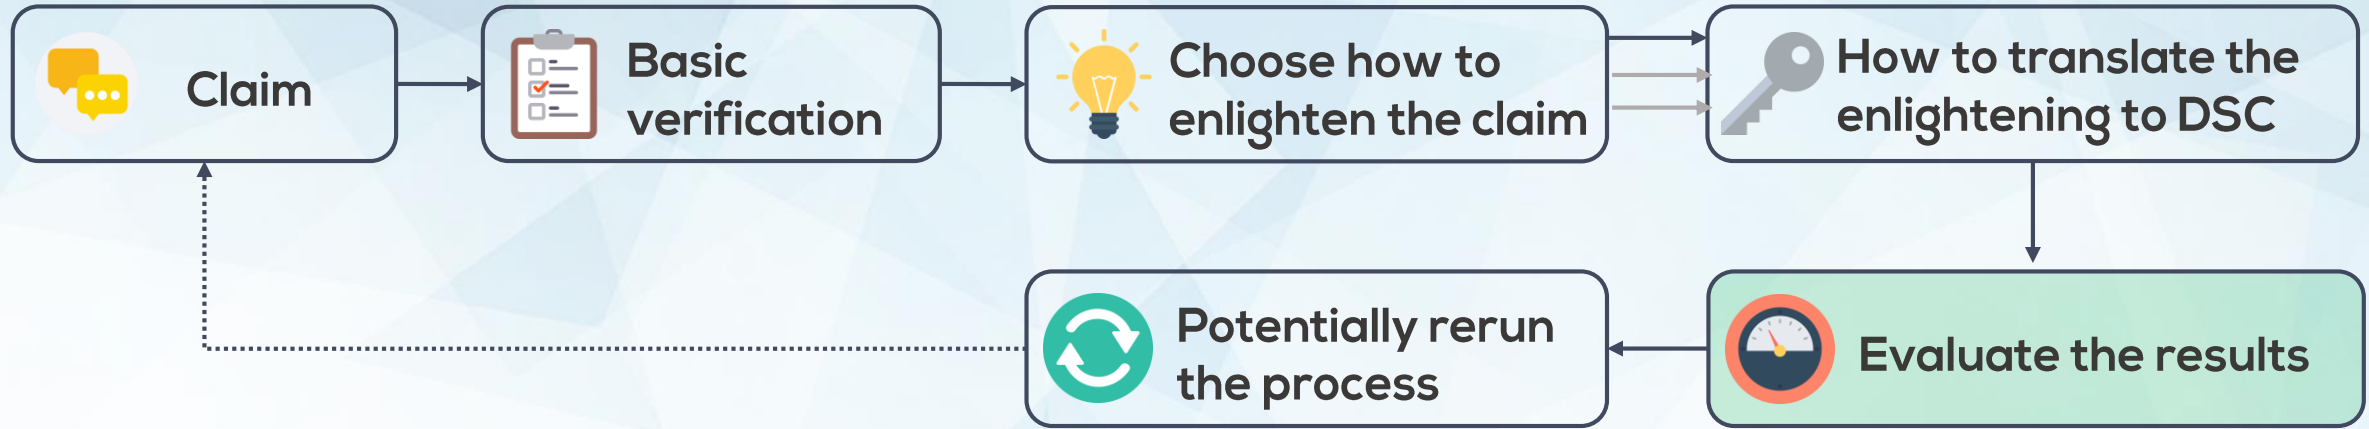 Claim
Basic
verification
Choose how to
enlighten the claim
How to translate the
enlightening to DSC
Potentially rerun
the process
Evaluate the results